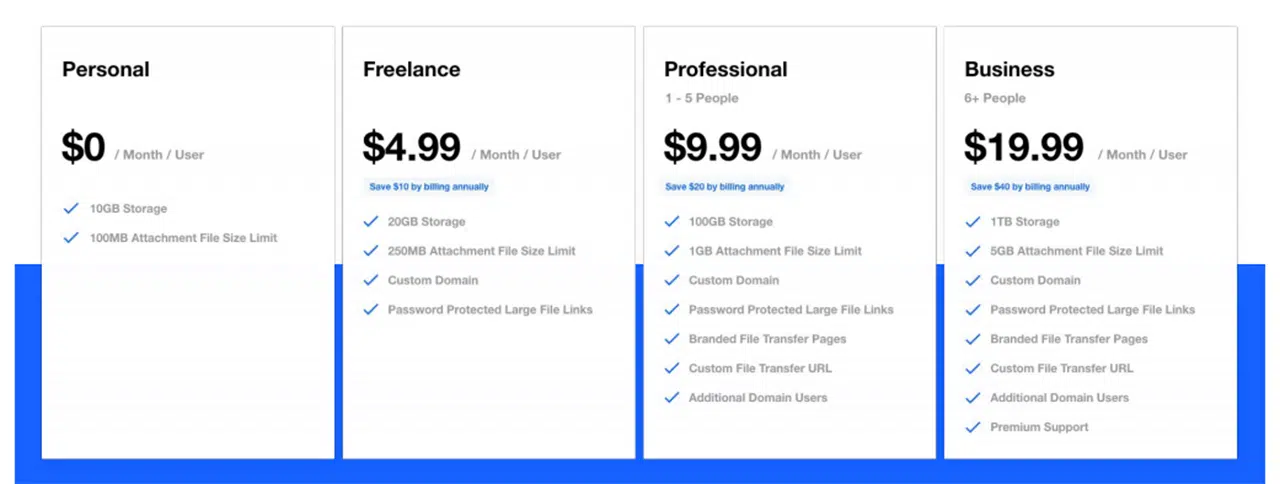 Personal
$0 / Month / User
10GB Storage
100MB Attachment File Size Limit
Freelance
$4.99 / Month / User
Save $10 by billing annually
20GB Storage
250MB Attachment File Size Limit
Custom Domain
Password Protected Large File Links
Professional
1 - 5 People
$9.99 / Month / User
Save $20 by billing annually
100GB Storage
1GB Attachment File Size Limit
Custom Domain
Password Protected Large File Links
Branded File Transfer Pages
Custom File Transfer URL
Additional Domain Users
Business
6+ People
$19.99 / Month / User
Save $40 by billing annually
1TB Storage
5GB Attachment File Size Limit
Custom Domain
Password Protected Large File Links
Branded File Transfer Pages
Custom File Transfer URL
Additional Domain Users
Premium Support